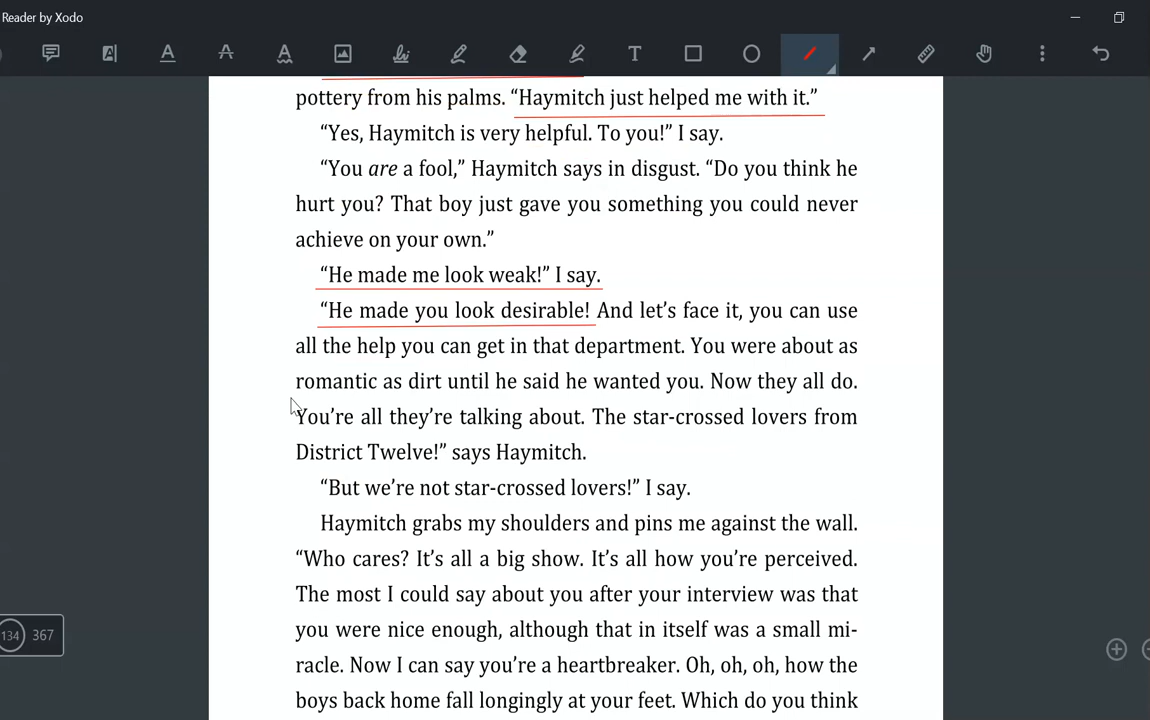 Reader by Xodo
T
pottery from his palms. “Haymitch just helped me with it.”
“Yes, Haymitch is very helpful. To you!” I say.
“You are a fool,” Haymitch says in disgust. “Do you think he
hurt you? That boy just gave you something you could never
achieve on your own.”
“He made me look weak!” I say.
“He made you look desirable! And let’s face it, you can use
all the help you can get in that department. You were about as
romantic as dirt until he said he wanted you. Now they all do.
You’re all they’re talking about. The star-crossed lovers from
District Twelve!” says Haymitch.
“But we’re not star-crossed lovers!” I say.
Haymitch grabs my shoulders and pins me against the wall.
“Who cares? It’s all a big show. It’s all how you’re perceived.
The most I could say about you after your interview was that
you were nice enough, although that in itself was a small mi-
racle. Now I can say you’re a heartbreaker. Oh, oh, oh, how the
boys back home fall longingly at your feet. Which do you think
134 367